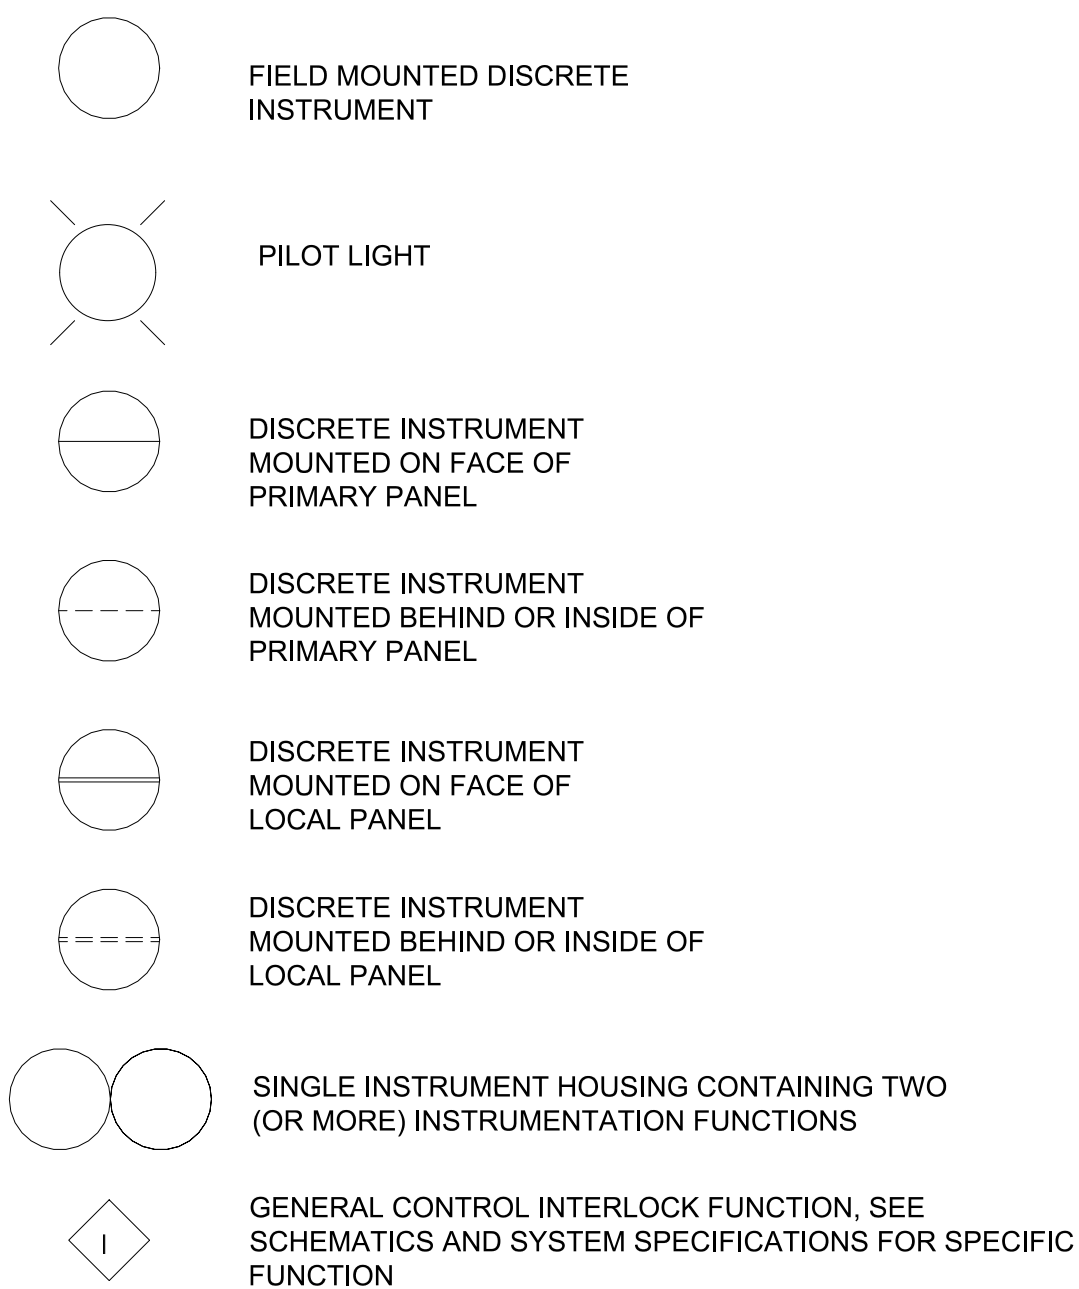 FIELD MOUNTED DISCRETE
INSTRUMENT
PILOT LIGHT
DISCRETE INSTRUMENT
MOUNTED ON FACE OF
PRIMARY PANEL
DISCRETE INSTRUMENT
MOUNTED BEHIND OR INSIDE OF
PRIMARY PANEL
DISCRETE INSTRUMENT
MOUNTED ON FACE OF
LOCAL PANEL
DISCRETE INSTRUMENT
MOUNTED BEHIND OR INSIDE OF
LOCAL PANEL
SINGLE INSTRUMENT HOUSING CONTAINING TWO
(OR MORE) INSTRUMENTATION FUNCTIONS
I
GENERAL CONTROL INTERLOCK FUNCTION, SEE
SCHEMATICS AND SYSTEM SPECIFICATIONS FOR SPECIFIC
FUNCTION